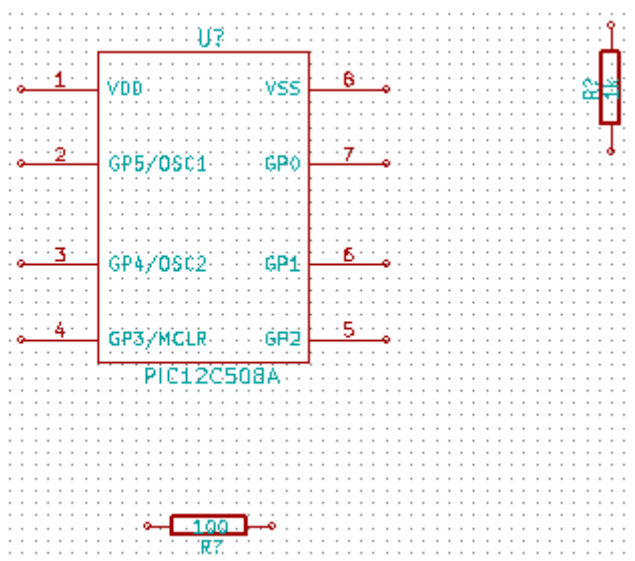 U?
1 VDD VSS 8
2 GP5/OSC1 GP0 7
3 GP4/OSC2 GP1 6
4 GP3/MCLR GP2 5
PIC12C508A
R?
1k
100
R?